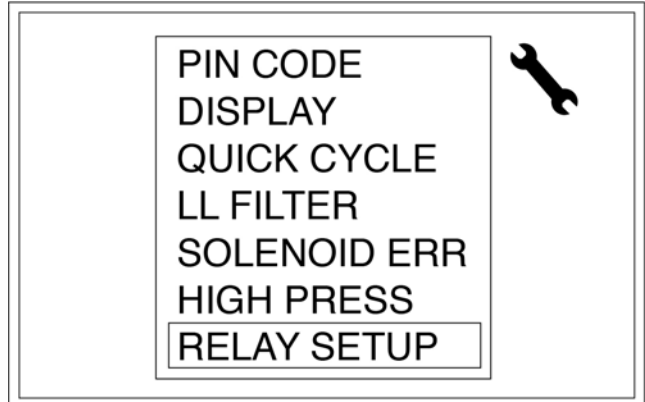 PIN CODE
DISPLAY
QUICK CYCLE
LL FILTER
SOLENOID ERR
HIGH PRESS
RELAY SETUP